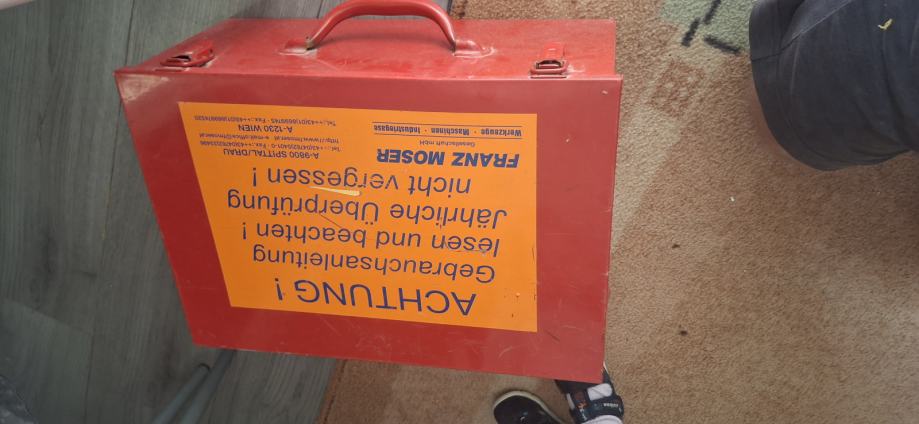 ACHTUNG !
Gebrauchsanleitung
lesen und beachten !
Jährliche Überprüfung
nicht vergessen !
FRANZ MOSER
Gesellschaft mbH
Werkzeuge · Maschinen · Industriegase
A-9800 SPITTAL/DRAU
A-1230 WIEN